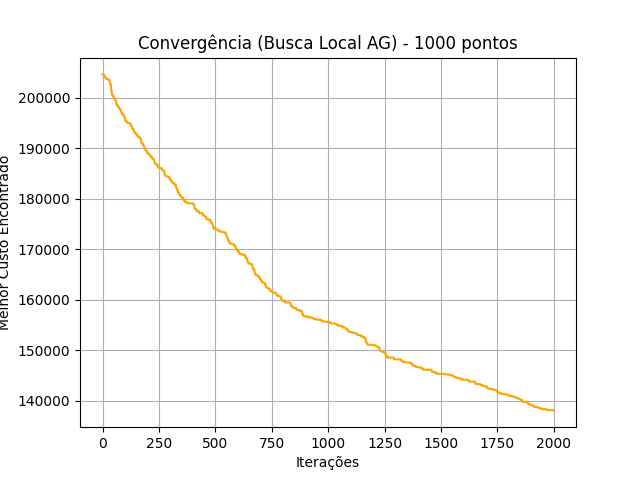 Convergência (Busca Local AG) - 1000 pontos
200000
190000
180000
170000
160000
150000
140000
Melhor Custo Encontrado
0 250 500 750 1000 1250 1500 1750 2000
Iterações